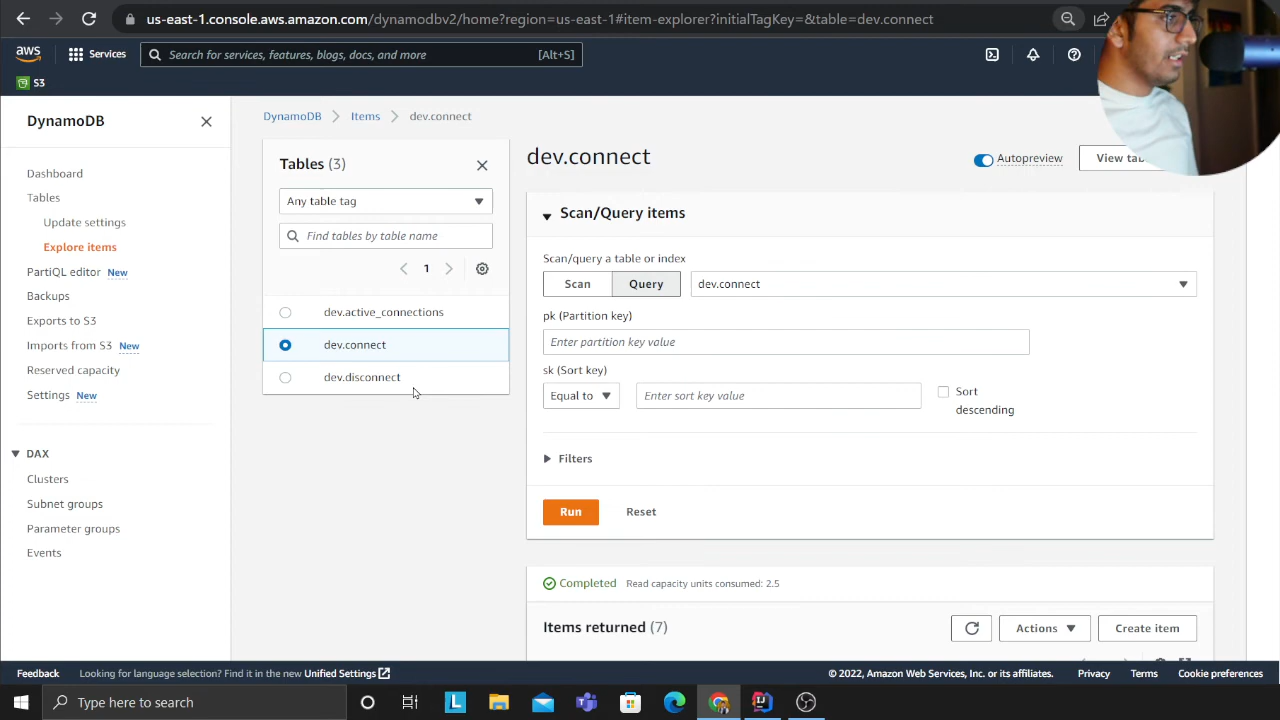 us-east-1.console.aws.amazon.com/dynamodbv2/home?region=us-east-1#item-explorer?initialTagKey=&table=dev.connect
aws
Services
Search for services, features, blogs, docs, and more
[Alt+S]
S3
DynamoDB
Dashboard
Tables
Update settings
Explore items
PartiQL editor New
Backups
Exports to S3
Imports from S3 New
Reserved capacity
Settings New
DAX
Clusters
Subnet groups
Parameter groups
Events
DynamoDB
Items
dev.connect
Tables (3)
Any table tag
Find tables by table name
1
dev.active_connections
dev.connect
dev.disconnect
dev.connect
Autopreview
View
Scan/Query items
Scan/query a table or index
Scan
Query
dev.connect
pk (Partition key)
Enter partition key value
sk (Sort key)
Equal to
Enter sort key value
Sort
descending
Filters
Run
Reset
Completed
Read capacity units consumed: 2.5
Items returned (7)
Actions
Create item
Feedback
Looking for language selection? Find it in the new Unified Settings
© 2022, Amazon Web Services, Inc. or its affiliates.
Privacy
Terms
Cookie preferences
Type here to search